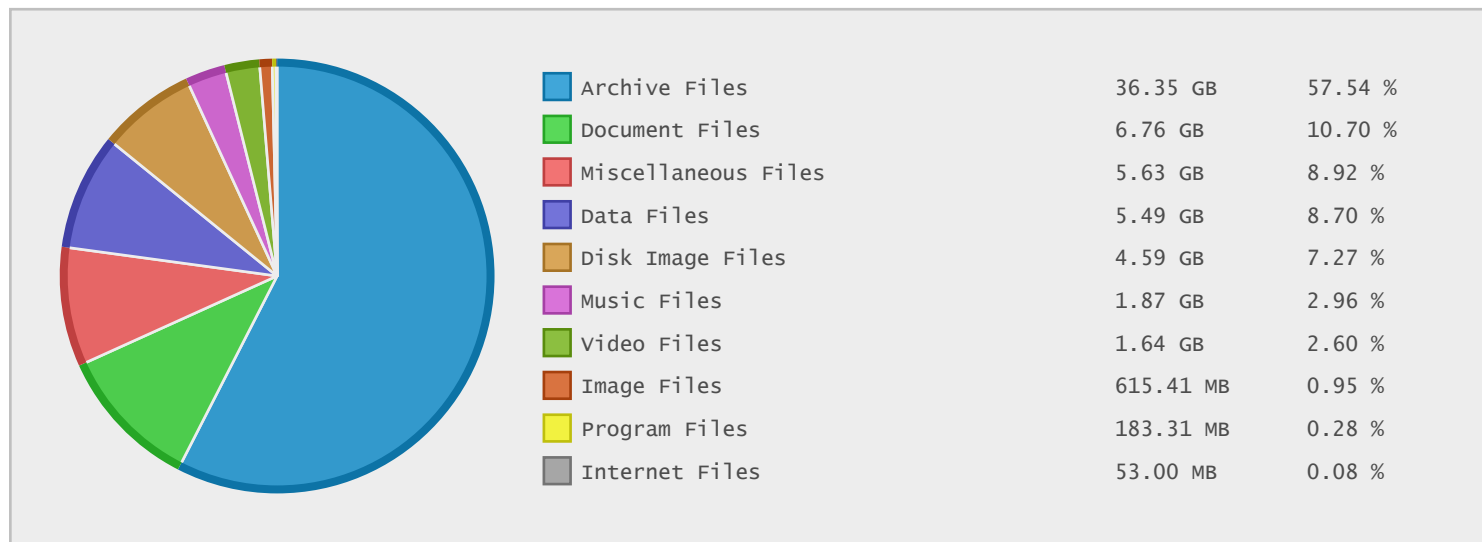 Archive Files 36.35 GB 57.54 %
Document Files 6.76 GB 10.70 %
Miscellaneous Files 5.63 GB 8.92 %
Data Files 5.49 GB 8.70 %
Disk Image Files 4.59 GB 7.27 %
Music Files 1.87 GB 2.96 %
Video Files 1.64 GB 2.60 %
Image Files 615.41 MB 0.95 %
Program Files 183.31 MB 0.28 %
Internet Files 53.00 MB 0.08 %